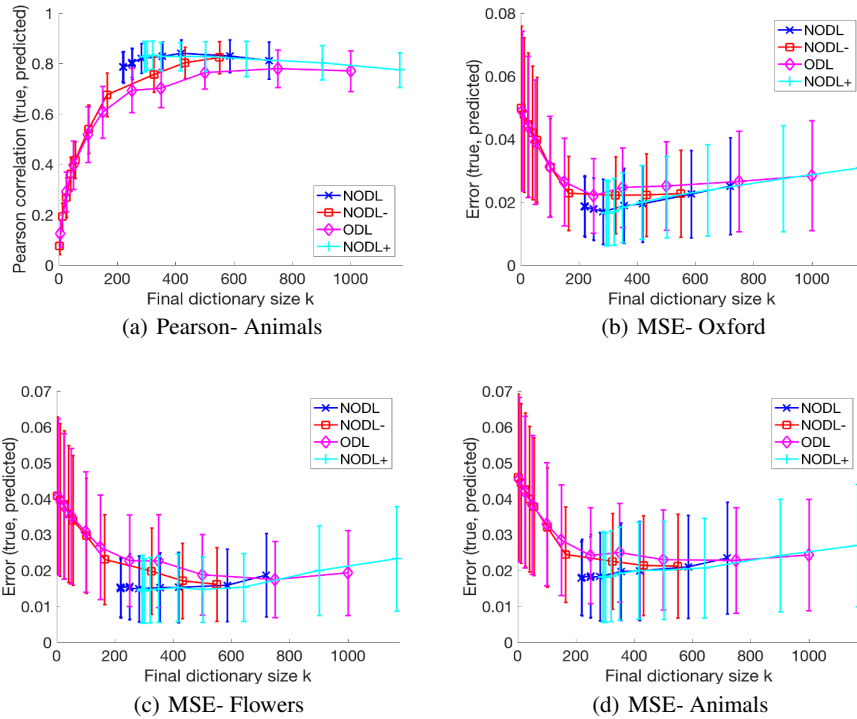 Pearson correlation (true, predicted)
1
0.8
0.6
0.4
0.2
0
0 200 400 600 800 1000
Final dictionary size k
NODL
NODL-
ODL
NODL+
(a) Pearson- Animals
Error (true, predicted)
0.08
0.06
0.04
0.02
0
0 200 400 600 800 1000
Final dictionary size k
NODL
NODL-
ODL
NODL+
(b) MSE- Oxford
Error (true, predicted)
0.07
0.06
0.05
0.04
0.03
0.02
0.01
0
0 200 400 600 800 1000
Final dictionary size k
NODL
NODL-
ODL
NODL+
(c) MSE- Flowers
Error (true, predicted)
0.07
0.06
0.05
0.04
0.03
0.02
0.01
0
0 200 400 600 800 1000
Final dictionary size k
NODL
NODL-
ODL
NODL+
(d) MSE- Animals